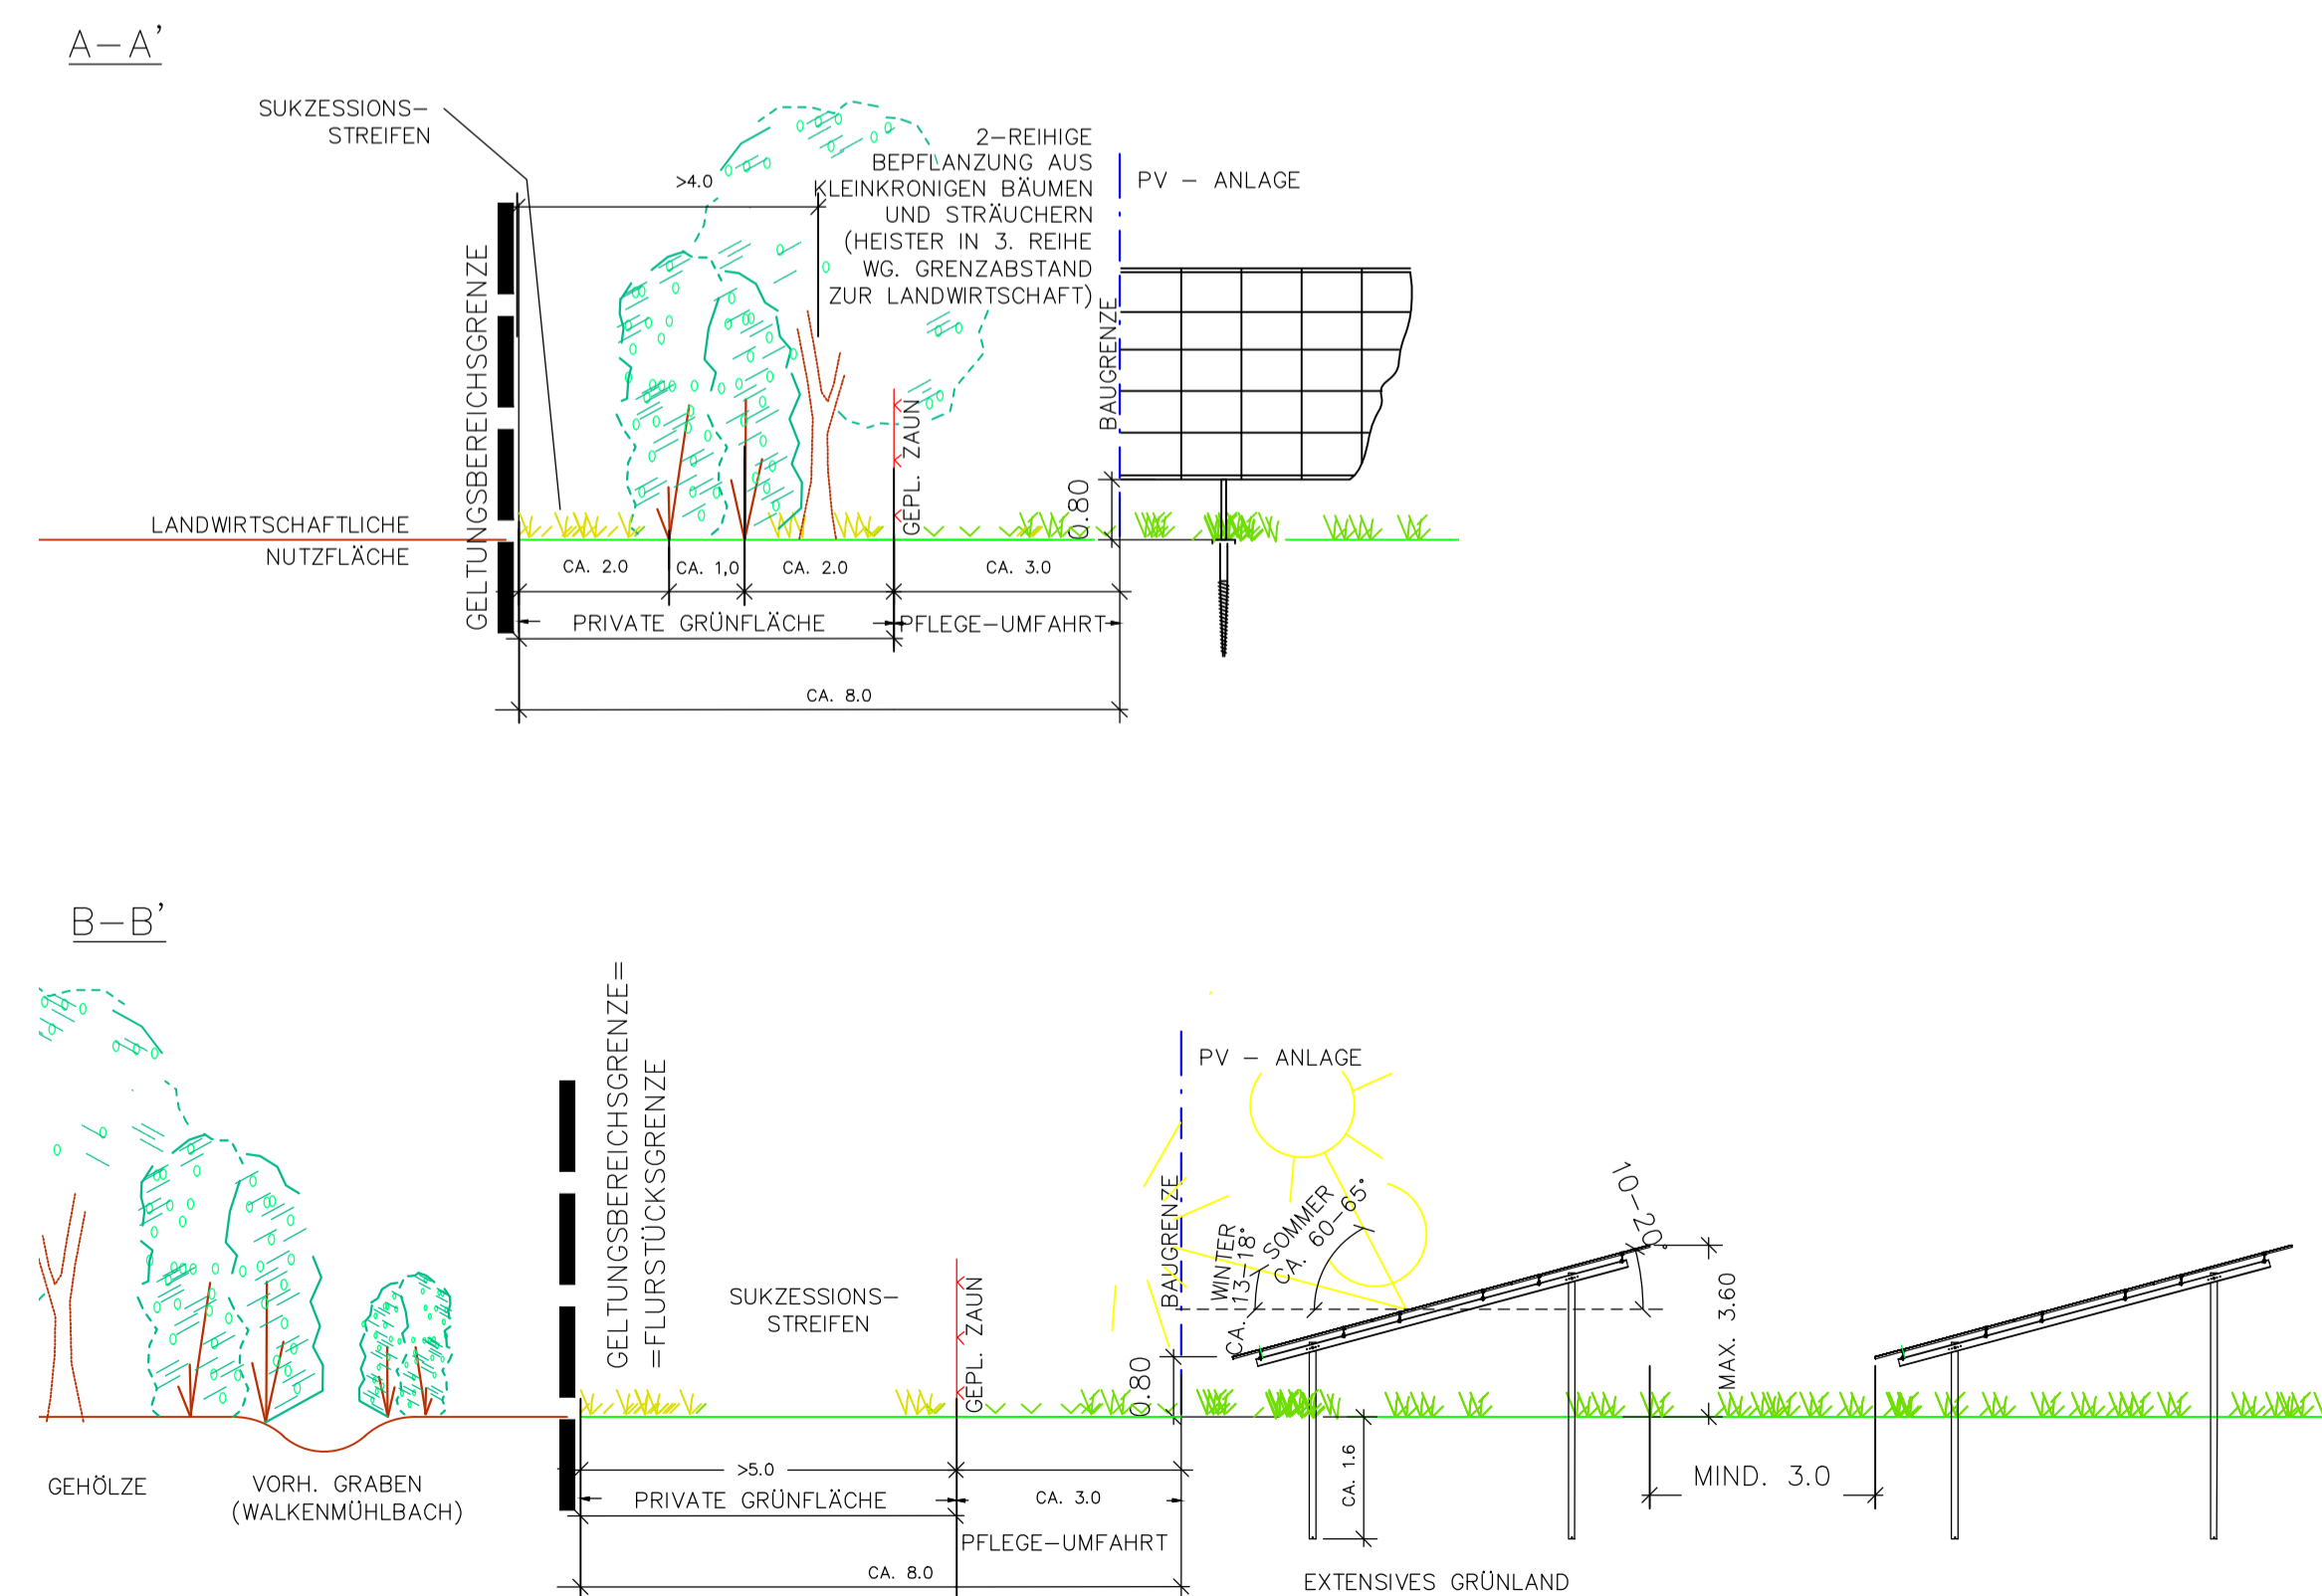 A-A'
SUKZESSIONS-
STREIFEN
>4.0
2-REIHIGE
BEPFLANZUNG AUS
KLEINKRONIGEN BÄUMEN
UND STRÄUCHERN
(HEISTER IN 3. REIHE
WG. GRENZABSTAND
ZUR LANDWIRTSCHAFT)
PV - ANLAGE
GELTUNGSBEREICHSGRENZE
BAUGRENZE
GEPL. ZAUN
0.80
LANDWIRTSCHAFTLICHE
NUTZFLÄCHE
CA. 2.0
CA. 1,0
CA. 2.0
CA. 3.0
PRIVATE GRÜNFLÄCHE
PFLEGE-UMFAHRT
CA. 8.0
B-B'
GELTUNGSBEREICHSGRENZE=
=FLURSTÜCKSGRENZE
PV - ANLAGE
BAUGRENZE
WINTER
CA. 13-18°
SOMMER
CA. 60-65°
10-20°
SUKZESSIONS-
STREIFEN
GEPL. ZAUN
0.80
MAX. 3.60
GEHÖLZE
VORH. GRABEN
(WALKENMÜHLBACH)
>5.0
PRIVATE GRÜNFLÄCHE
CA. 3.0
PFLEGE-UMFAHRT
CA. 1.6
MIND. 3.0
CA. 8.0
EXTENSIVES GRÜNLAND